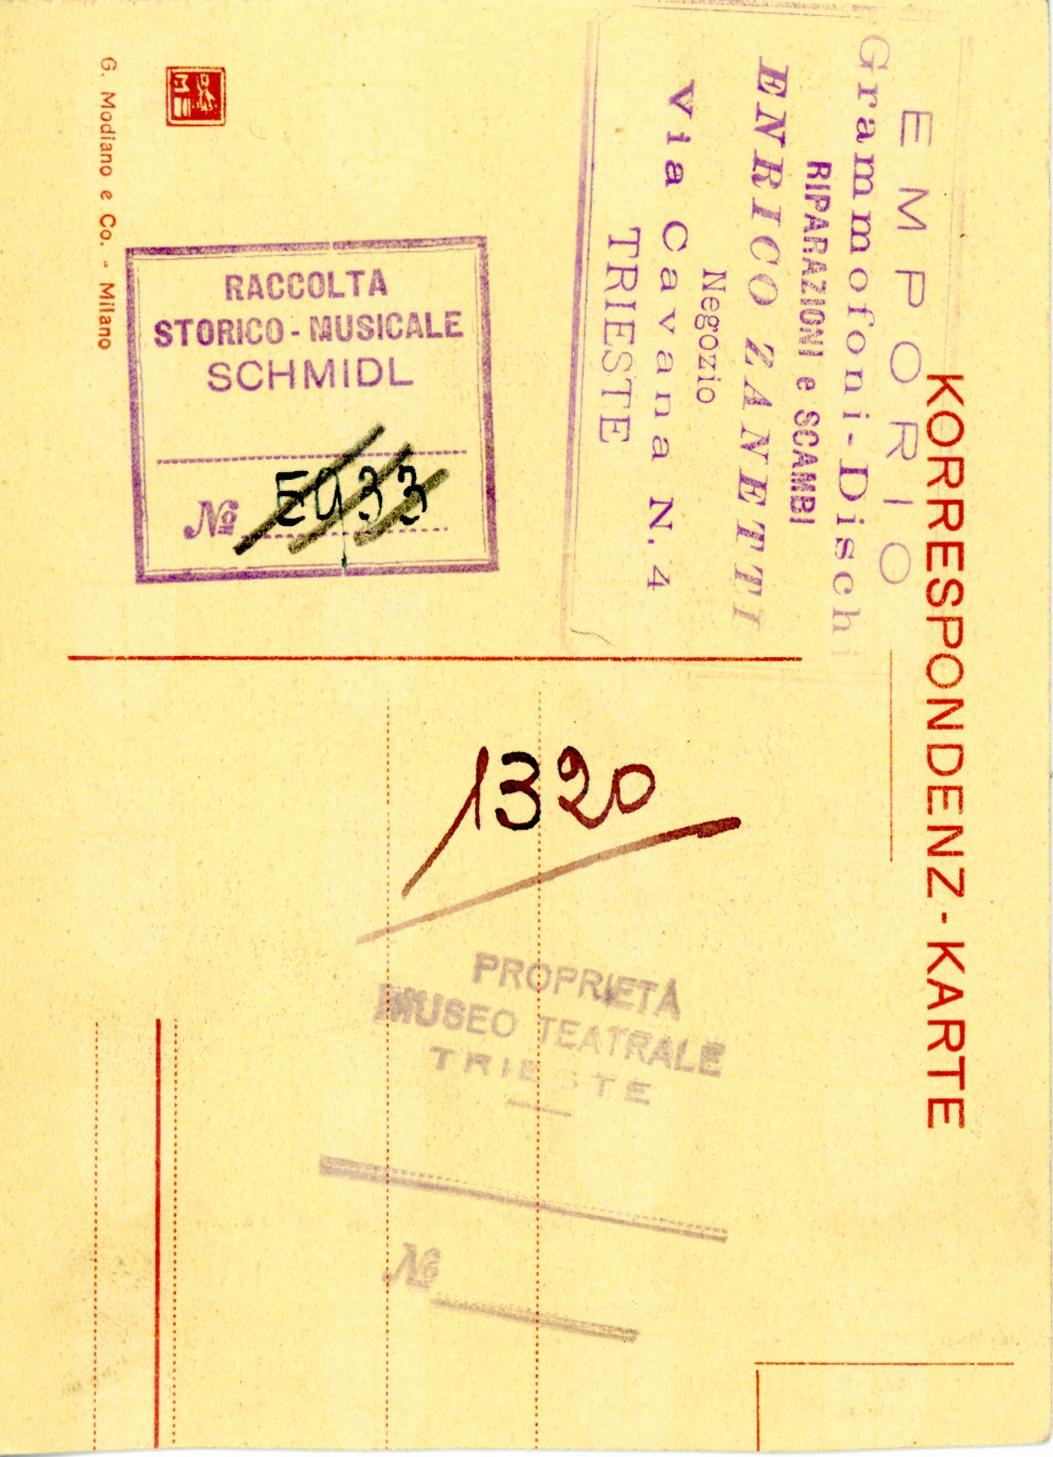 KORRESPONDENZ-KARTE
EMPORIO
Grammofoni-Dischi
RIPARAZIONI e SCAMBI
ENRICO ZANETTI
Negozio
Via Cavana N. 4
TRIESTE
G. Modiano e Co. - Milano
RACCOLTA
STORICO-MUSICALE
SCHMIDL
No 5933
1320
PROPRIETÀ
MUSEO TEATRALE
TRIESTE
No